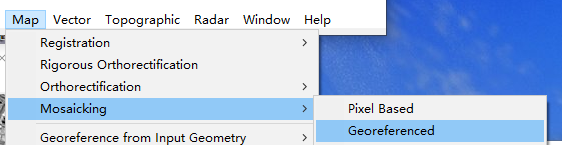 Map Vector Topographic Radar Window Help
Registration
Rigorous Orthorectification
Orthorectification
Mosaicking
Pixel Based
Georeferenced
Georeference from Input Geometry